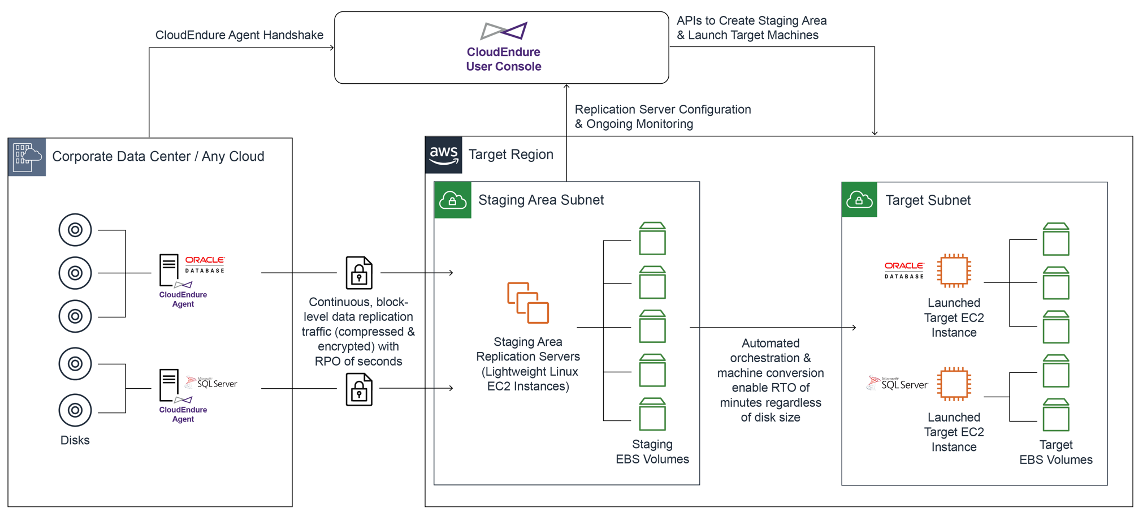 CloudEndure Agent Handshake
CloudEndure
User Console
APIs to Create Staging Area
& Launch Target Machines
Replication Server Configuration
& Ongoing Monitoring
Corporate Data Center / Any Cloud
aws
Target Region
Staging Area Subnet
Target Subnet
ORACLE
DATABASE
CloudEndure
Agent
Continuous, block-
level data replication
traffic (compressed &
encrypted) with
RPO of seconds
Microsoft
SQL Server
CloudEndure
Agent
Disks
Staging Area
Replication Servers
(Lightweight Linux
EC2 Instances)
Staging
EBS Volumes
Automated
orchestration &
machine conversion
enable RTO of
minutes regardless
of disk size
ORACLE
DATABASE
Launched
Target EC2
Instance
Microsoft
SQL Server
Launched
Target EC2
Instance
Target
EBS Volumes